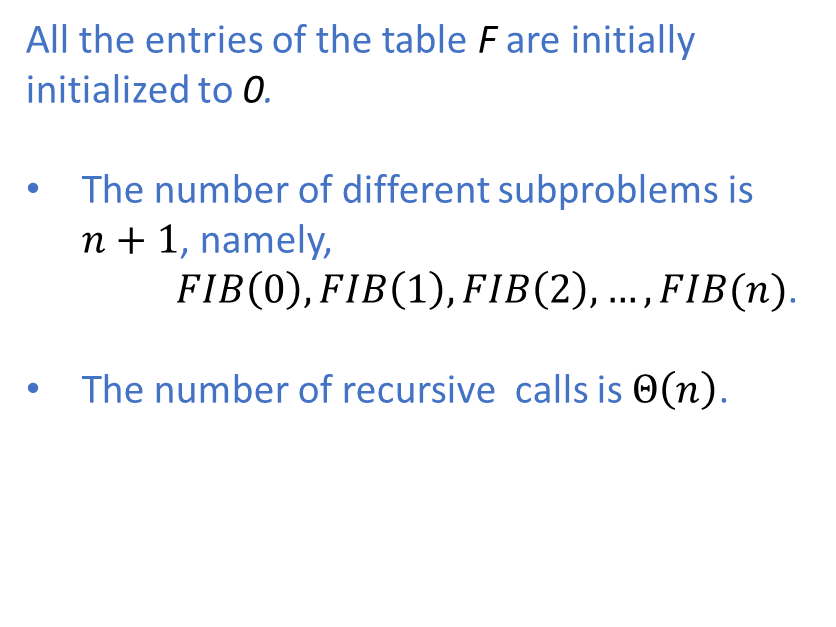 All the entries of the table F are initially
initialized to 0.
• The number of different subproblems is
n + 1, namely,
FIB(0), FIB(1), FIB(2), … , FIB(n).
• The number of recursive  calls is Θ(n).